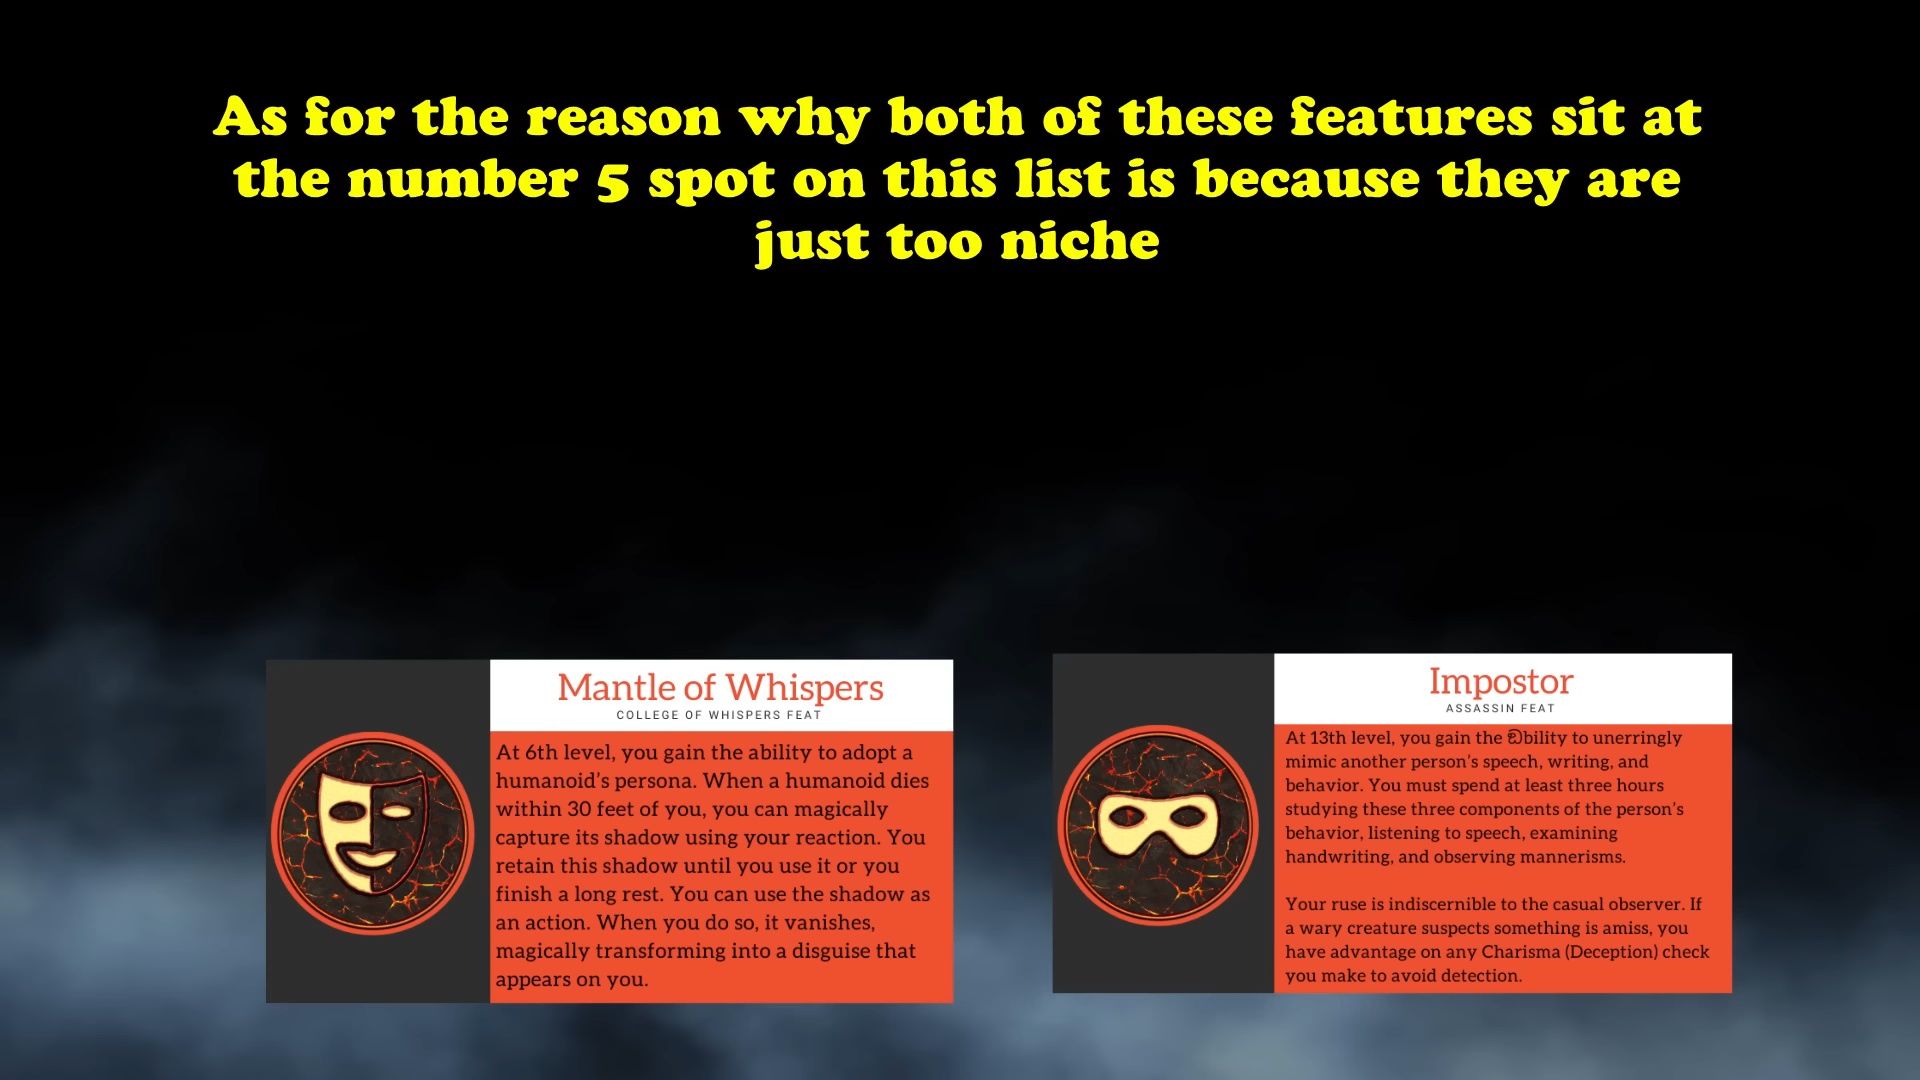 As for the reason why both of these features sit at
the number 5 spot on this list is because they are
just too niche
Mantle of Whispers
COLLEGE OF WHISPERS FEAT
At 6th level, you gain the ability to adopt a
humanoid's persona. When a humanoid dies
within 30 feet of you, you can magically
capture its shadow using your reaction. You
retain this shadow until you use it or you
finish a long rest. You can use the shadow as
an action. When you do so, it vanishes,
magically transforming into a disguise that
appears on you.
Impostor
ASSASSIN FEAT
At 13th level, you gain the ability to unerringly
mimic another person's speech, writing, and
behavior. You must spend at least three hours
studying these three components of the person's
behavior, listening to speech, examining
handwriting, and observing mannerisms.
Your ruse is indiscernible to the casual observer. If
a wary creature suspects something is amiss, you
have advantage on any Charisma (Deception) check
you make to avoid detection.